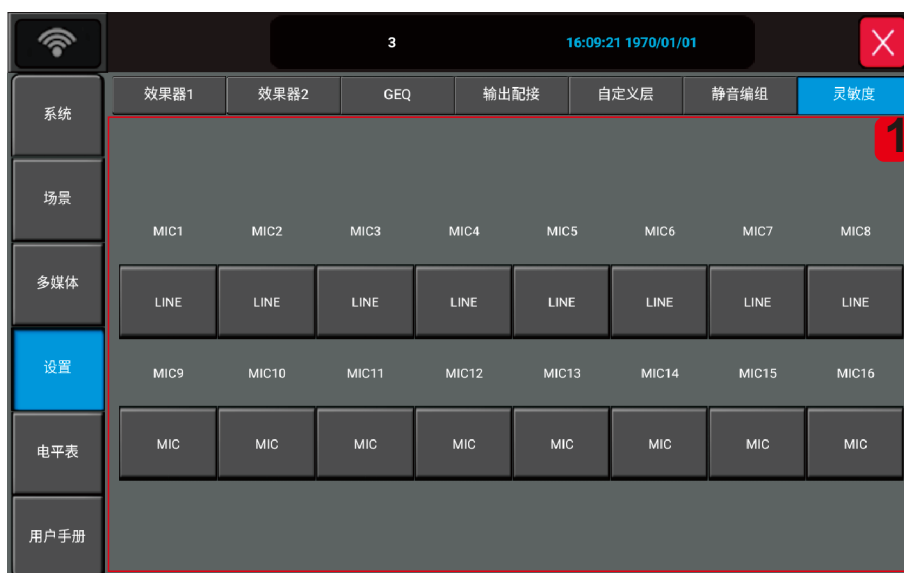 3 16:09:21 1970/01/01
效果器1 效果器2 GEQ 输出配接 自定义层 静音编组 灵敏度
1
系统
场景
多媒体
设置
电平表
用户手册
MIC1 MIC2 MIC3 MIC4 MIC5 MIC6 MIC7 MIC8
LINE LINE LINE LINE LINE LINE LINE LINE
MIC9 MIC10 MIC11 MIC12 MIC13 MIC14 MIC15 MIC16
MIC MIC MIC MIC MIC MIC MIC MIC